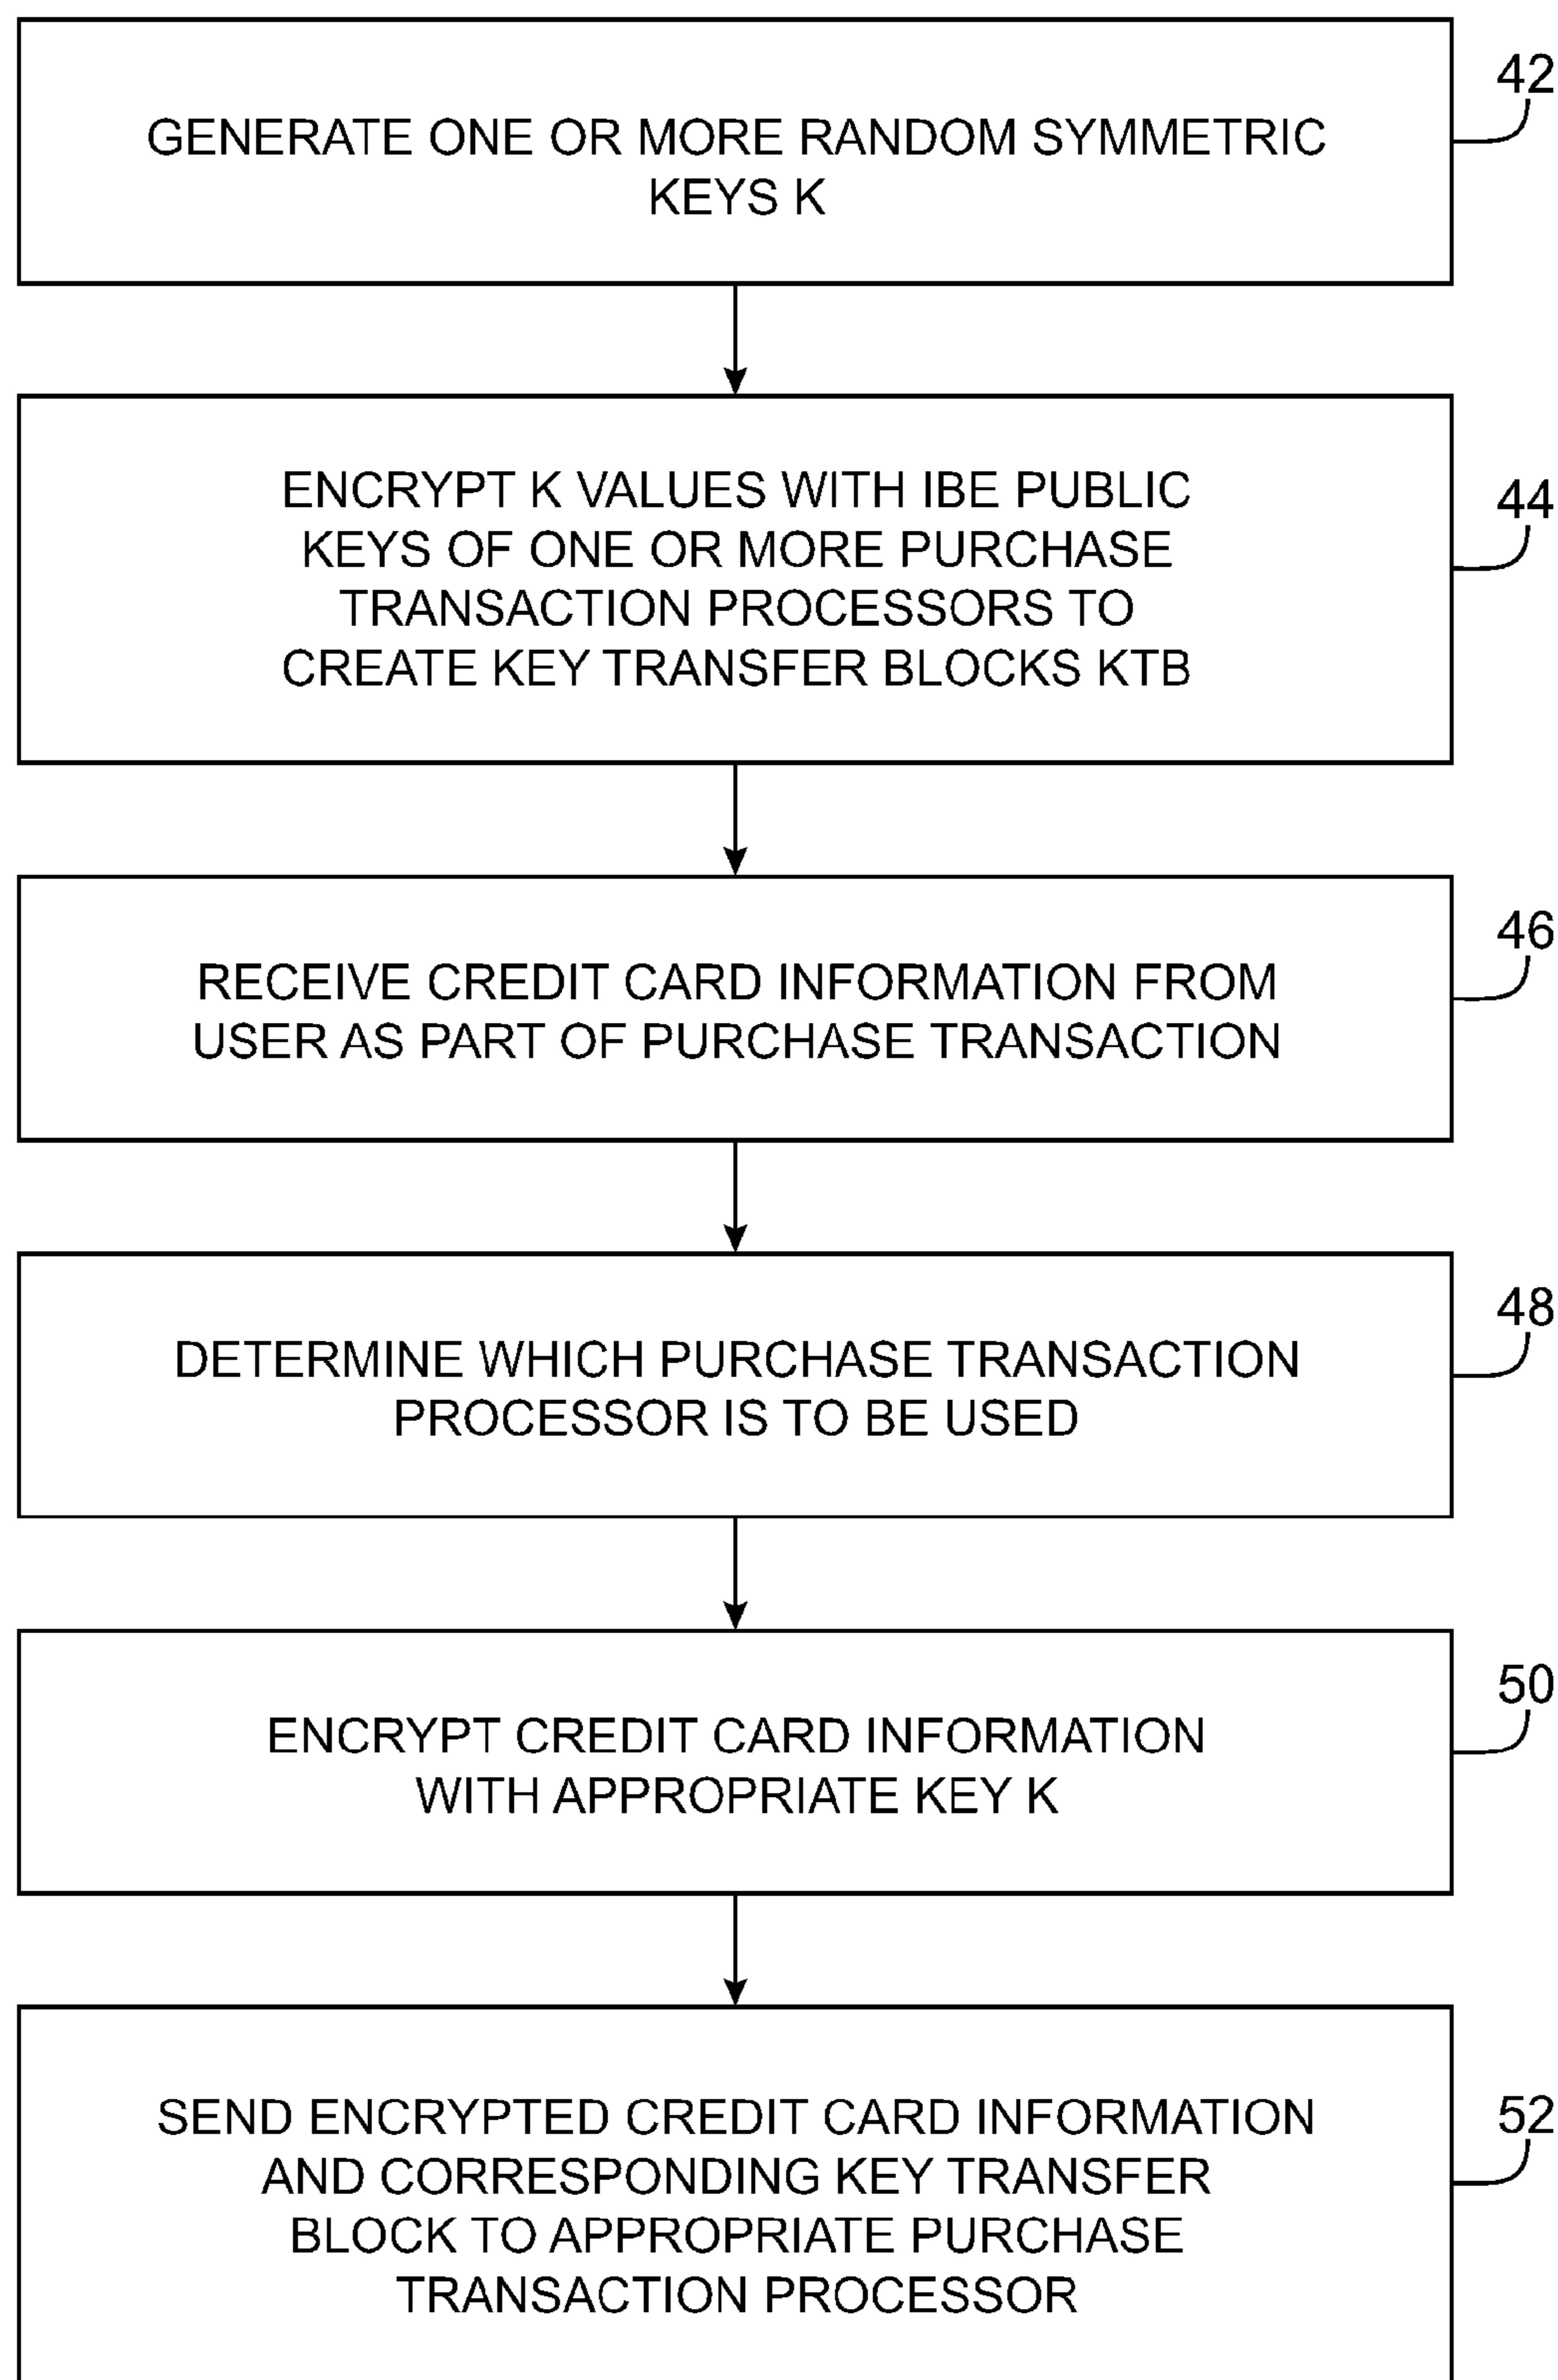 42
GENERATE ONE OR MORE RANDOM SYMMETRIC
KEYS K
44
ENCRYPT K VALUES WITH IBE PUBLIC
KEYS OF ONE OR MORE PURCHASE
TRANSACTION PROCESSORS TO
CREATE KEY TRANSFER BLOCKS KTB
46
RECEIVE CREDIT CARD INFORMATION FROM
USER AS PART OF PURCHASE TRANSACTION
48
DETERMINE WHICH PURCHASE TRANSACTION
PROCESSOR IS TO BE USED
50
ENCRYPT CREDIT CARD INFORMATION
WITH APPROPRIATE KEY K
52
SEND ENCRYPTED CREDIT CARD INFORMATION
AND CORRESPONDING KEY TRANSFER
BLOCK TO APPROPRIATE PURCHASE
TRANSACTION PROCESSOR